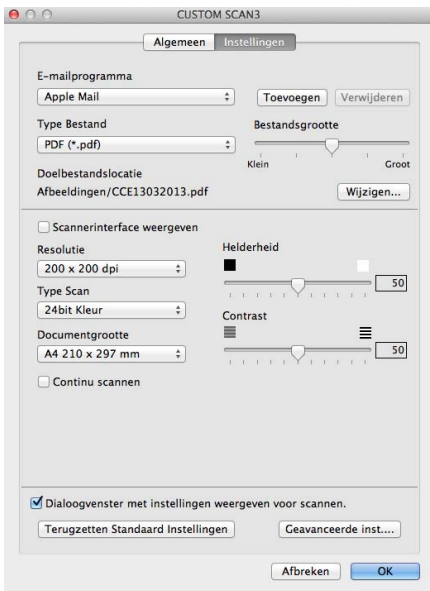 CUSTOM SCAN3
Algemeen Instellingen
E-mailprogramma
Apple Mail Toevoegen Verwijderen
Type Bestand Bestandsgrootte
PDF (*.pdf)
Klein Groot
Doelbestandslocatie
Afbeeldingen/CCE13032013.pdf Wijzigen...
Scannerinterface weergeven
Resolutie Helderheid
200 x 200 dpi 50
Type Scan
24bit Kleur Contrast
Documentgrootte
A4 210 x 297 mm 50
Continu scannen
Dialoogvenster met instellingen weergeven voor scannen.
Terugzetten Standaard Instellingen Geavanceerde inst....
Afbreken OK